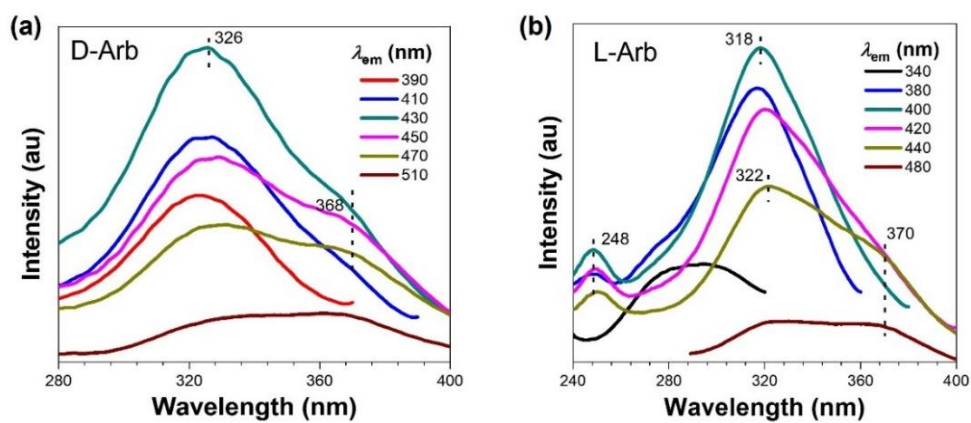 (a)
D-Arb
326
368
λem (nm)
390
410
430
450
470
510
Intensity (au)
280
320
360
400
Wavelength (nm)
(b)
L-Arb
318
322
248
370
λem (nm)
340
380
400
420
440
480
Intensity (au)
240
280
320
360
400
Wavelength (nm)